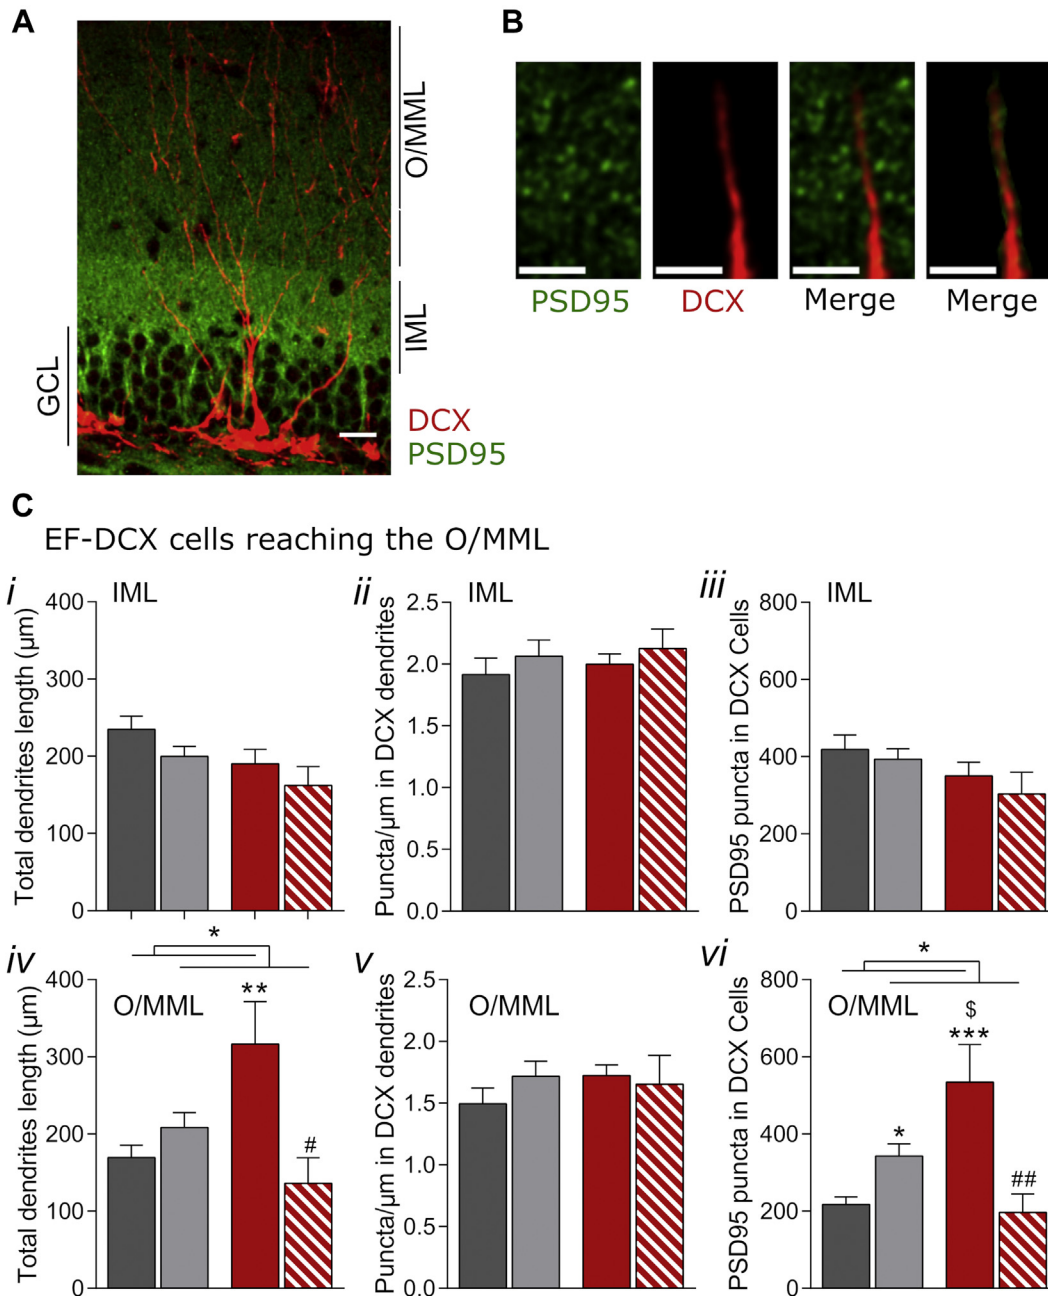 A
O/MML
IML
GCL
DCX
PSD95
B
PSD95
DCX
Merge
Merge
C
EF-DCX cells reaching the O/MML
i
IML
Total dendrites length (µm)
400
300
200
100
0
ii
IML
Puncta/µm in DCX dendrites
2.5
2.0
1.5
1.0
0.5
0.0
iii
IML
PSD95 puncta in DCX Cells
800
600
400
200
0
iv
O/MML
Total dendrites length (µm)
400
300
200
100
0
*
**
#
v
O/MML
Puncta/µm in DCX dendrites
2.5
2.0
1.5
1.0
0.5
0.0
vi
O/MML
PSD95 puncta in DCX Cells
800
600
400
200
0
*
*
$
***
##